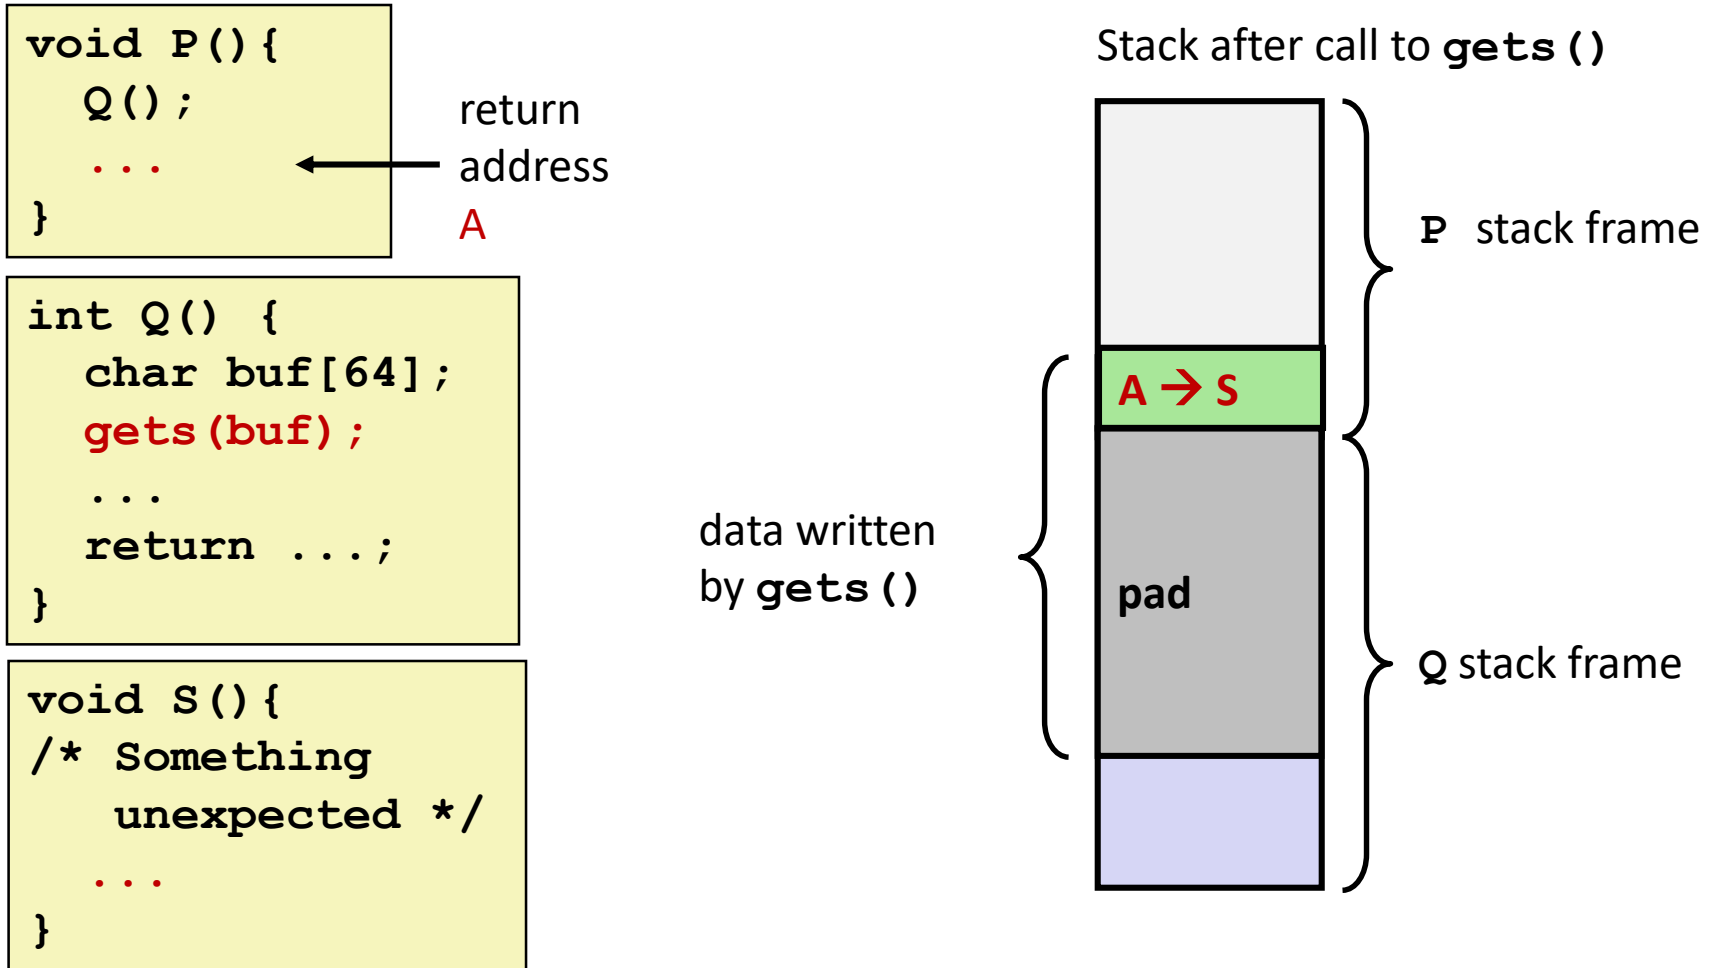 void P(){
  Q();
  ...
}
return
address
A
int Q() {
  char buf[64];
  gets(buf);
  ...
  return ...;
}
void S(){
/* Something
   unexpected */
  ...
}
Stack after call to gets()
P stack frame
A → S
data written
by gets()
pad
Q stack frame